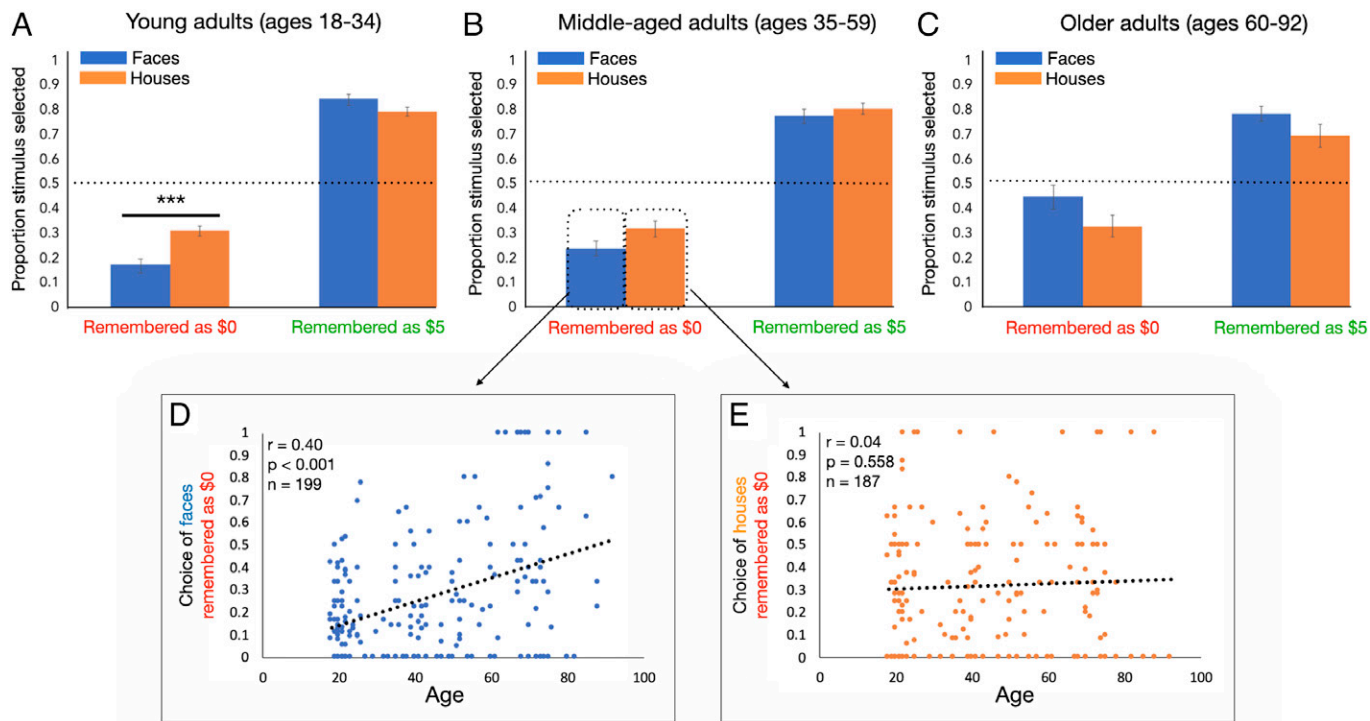 A
Young adults (ages 18-34)
Proportion stimulus selected
1
0.9
0.8
0.7
0.6
0.5
0.4
0.3
0.2
0.1
0
Faces
Houses
***
Remembered as $0
Remembered as $5
B
Middle-aged adults (ages 35-59)
Proportion stimulus selected
1
0.9
0.8
0.7
0.6
0.5
0.4
0.3
0.2
0.1
0
Faces
Houses
Remembered as $0
Remembered as $5
C
Older adults (ages 60-92)
Proportion stimulus selected
1
0.9
0.8
0.7
0.6
0.5
0.4
0.3
0.2
0.1
0
Faces
Houses
Remembered as $0
Remembered as $5
D
Choice of faces
remembered as $0
1
0.9
0.8
0.7
0.6
0.5
0.4
0.3
0.2
0.1
0
r = 0.40
p < 0.001
n = 199
0 20 40 60 80 100
Age
E
Choice of houses
remembered as $0
1
0.9
0.8
0.7
0.6
0.5
0.4
0.3
0.2
0.1
0
r = 0.04
p = 0.558
n = 187
0 20 40 60 80 100
Age